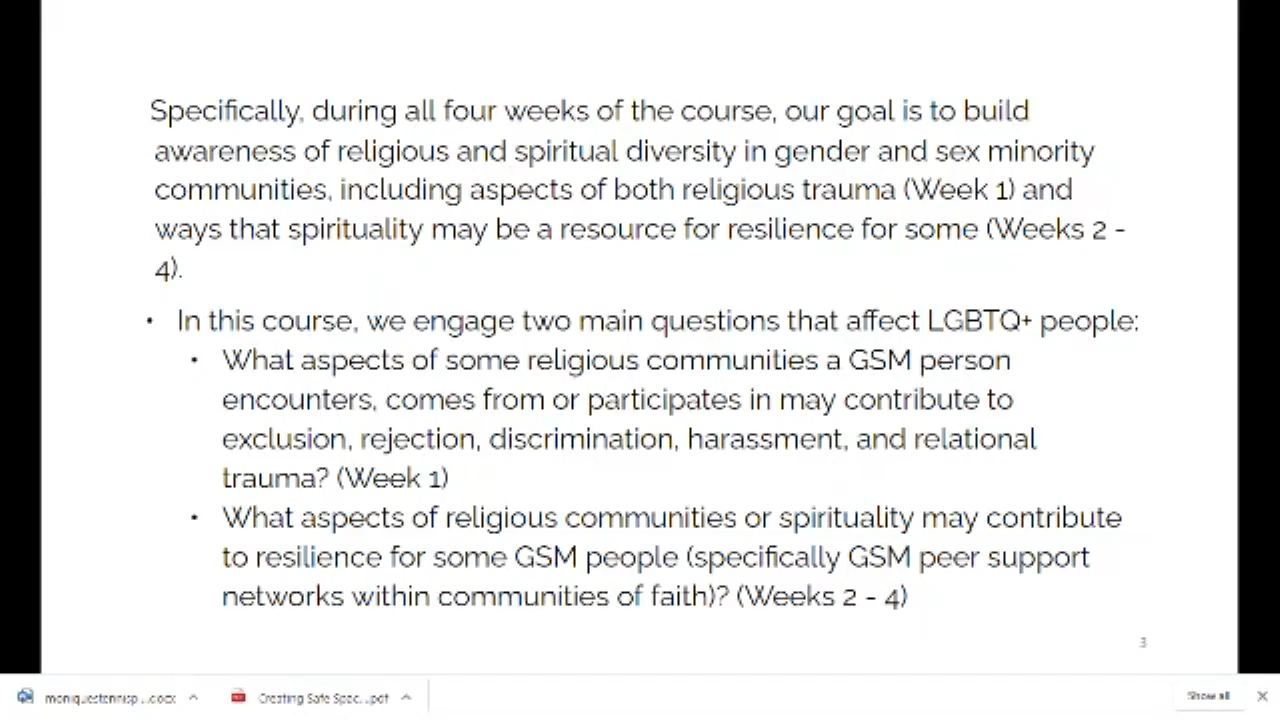 Specifically, during all four weeks of the course, our goal is to build
awareness of religious and spiritual diversity in gender and sex minority
communities, including aspects of both religious trauma (Week 1) and
ways that spirituality may be a resource for resilience for some (Weeks 2 -
4).
• In this course, we engage two main questions that affect LGBTQ+ people:
• What aspects of some religious communities a GSM person
encounters, comes from or participates in may contribute to
exclusion, rejection, discrimination, harassment, and relational
trauma? (Week 1)
• What aspects of religious communities or spirituality may contribute
to resilience for some GSM people (specifically GSM peer support
networks within communities of faith)? (Weeks 2 - 4)
3
Creating Safe Spac...pdf
Show all